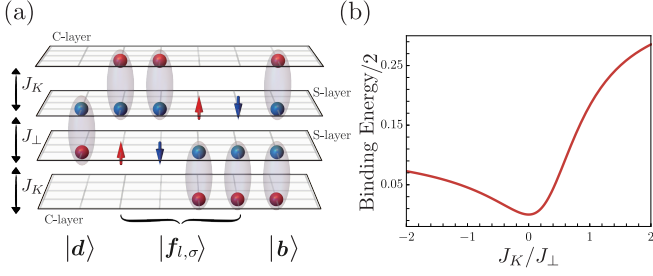 (a)
C-layer
J_K
S-layer
J_⊥
S-layer
J_K
C-layer
|d⟩ |f_{l,σ}⟩ |b⟩
(b)
Binding Energy/2
0.25
0.15
0.05
−2 −1 0 1 2
J_K/J_⊥